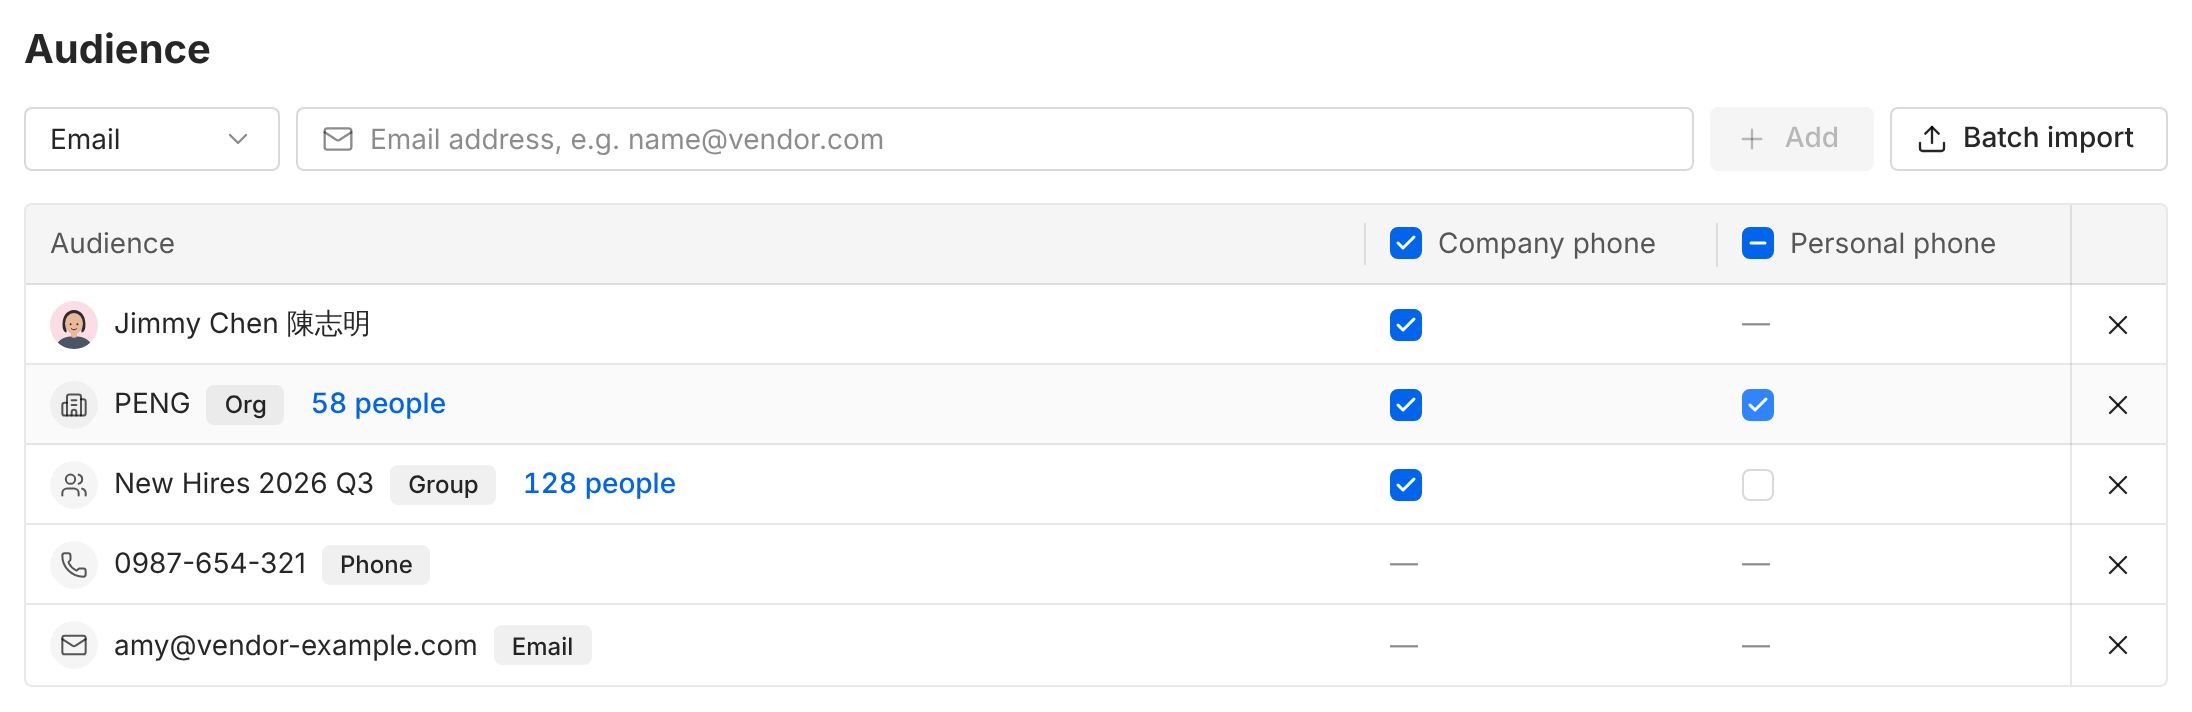 Audience
Email
Email address, e.g. name@vendor.com
Add
Batch import
Audience
Company phone
Personal phone
Jimmy Chen 陳志明
—
PENG Org 58 people
New Hires 2026 Q3 Group 128 people
0987-654-321 Phone
— —
amy@vendor-example.com Email
— —